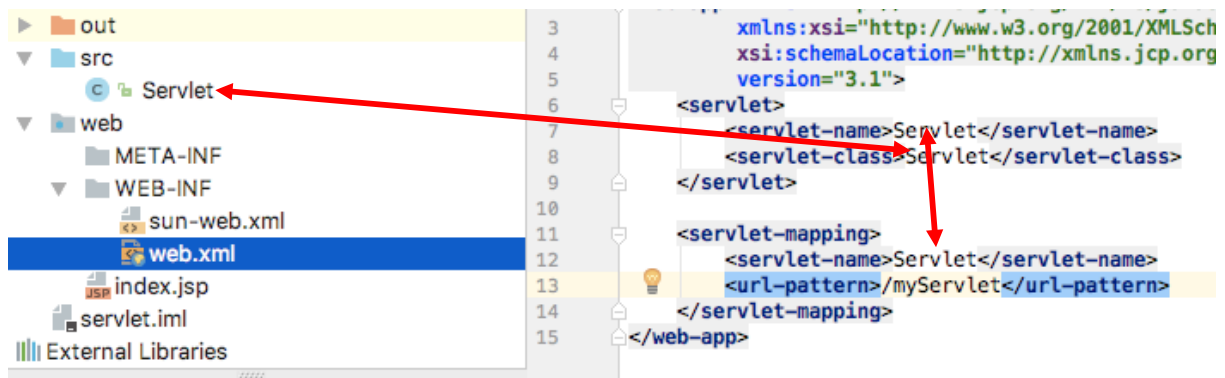 out
src
Servlet
web
META-INF
WEB-INF
sun-web.xml
web.xml
index.jsp
servlet.iml
External Libraries
3 xmlns:xsi="http://www.w3.org/2001/XMLSch
4 xsi:schemaLocation="http://xmlns.jcp.org
5 version="3.1">
6 <servlet>
7 <servlet-name>Servlet</servlet-name>
8 <servlet-class>Servlet</servlet-class>
9 </servlet>
10
11 <servlet-mapping>
12 <servlet-name>Servlet</servlet-name>
13 <url-pattern>/myServlet</url-pattern>
14 </servlet-mapping>
15 </web-app>